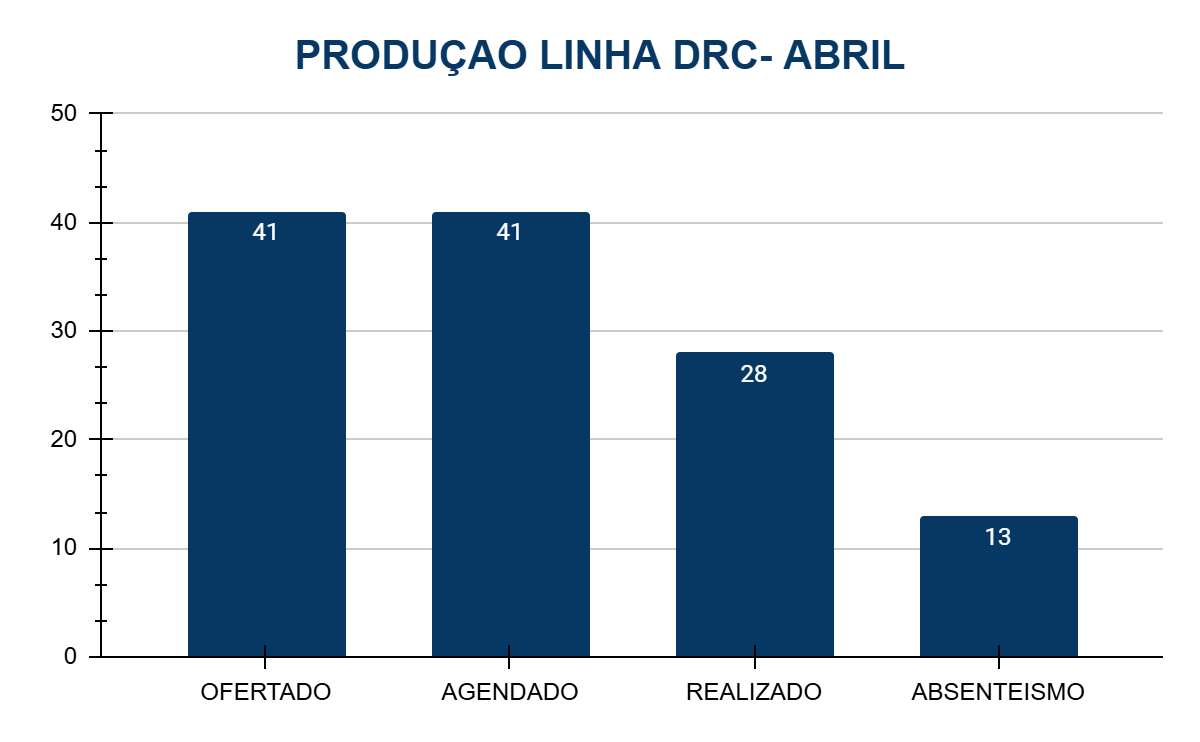 PRODUÇAO LINHA DRC- ABRIL
50
40
30
20
10
0
41
41
28
13
OFERTADO
AGENDADO
REALIZADO
ABSENTEISMO